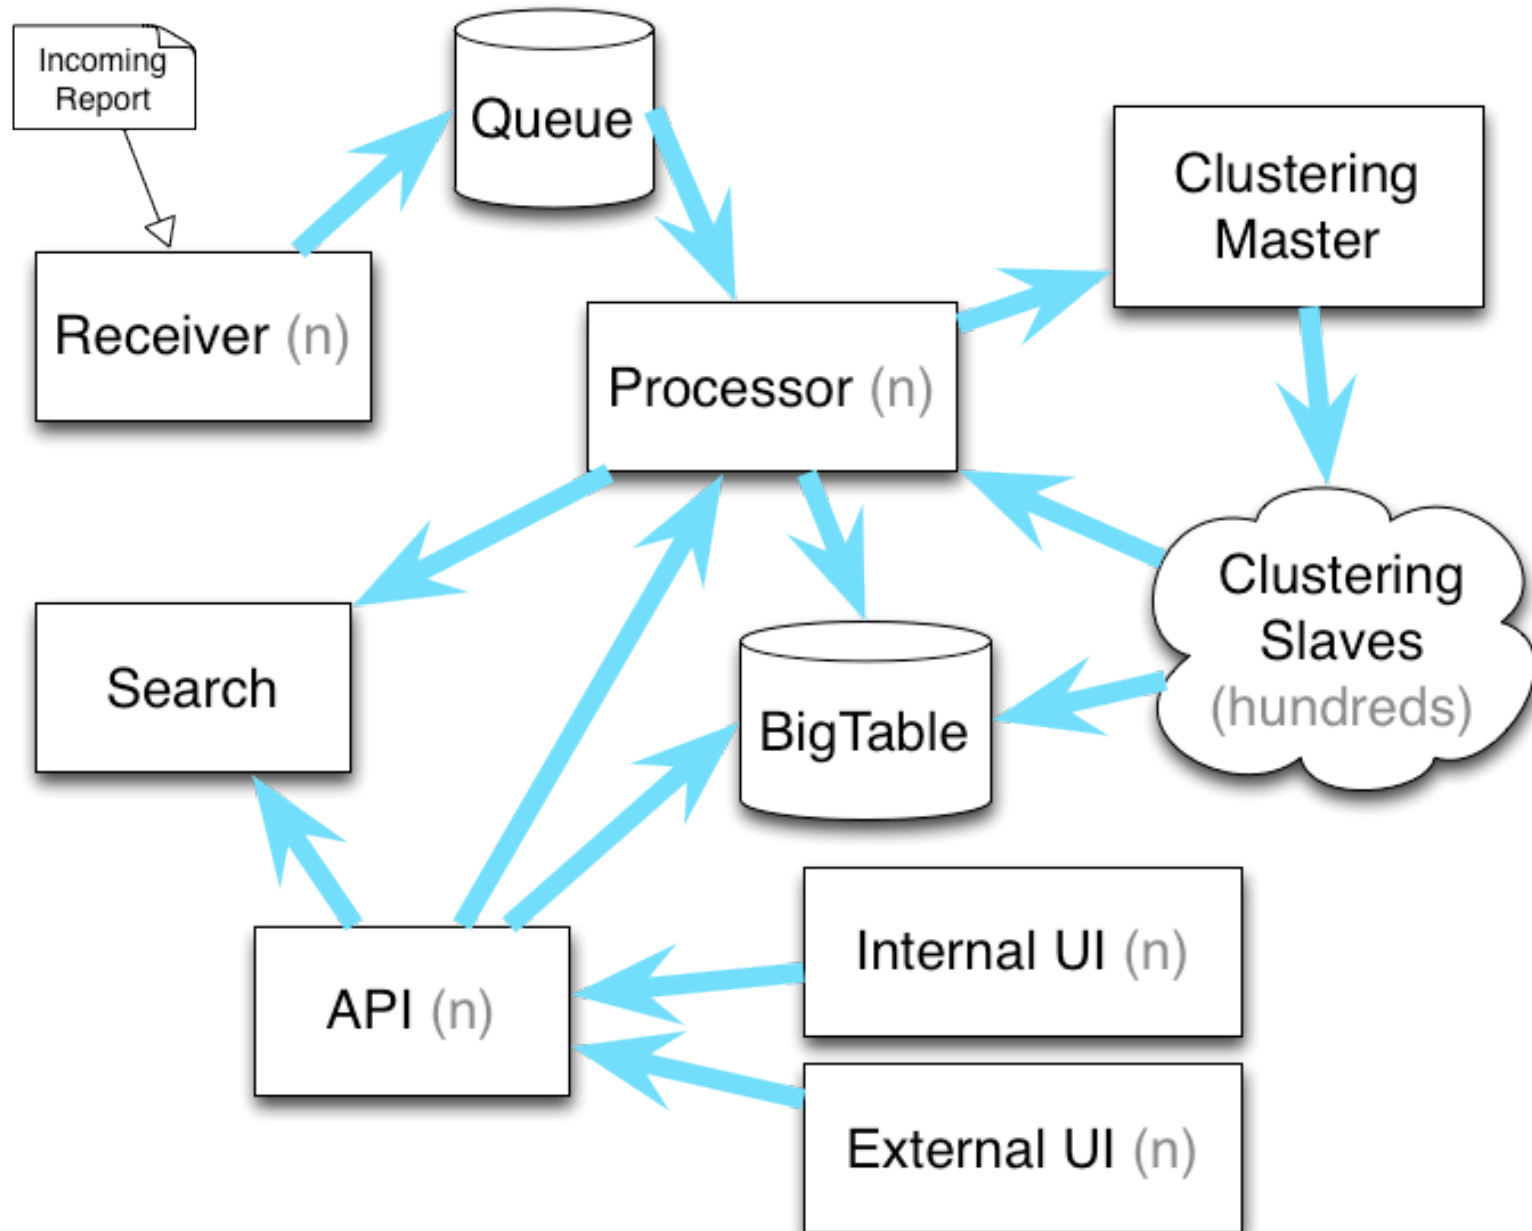 Incoming
Report
Queue
Clustering
Master
Receiver (n)
Processor (n)
Clustering
Slaves
(hundreds)
Search
BigTable
Internal UI (n)
API (n)
External UI (n)